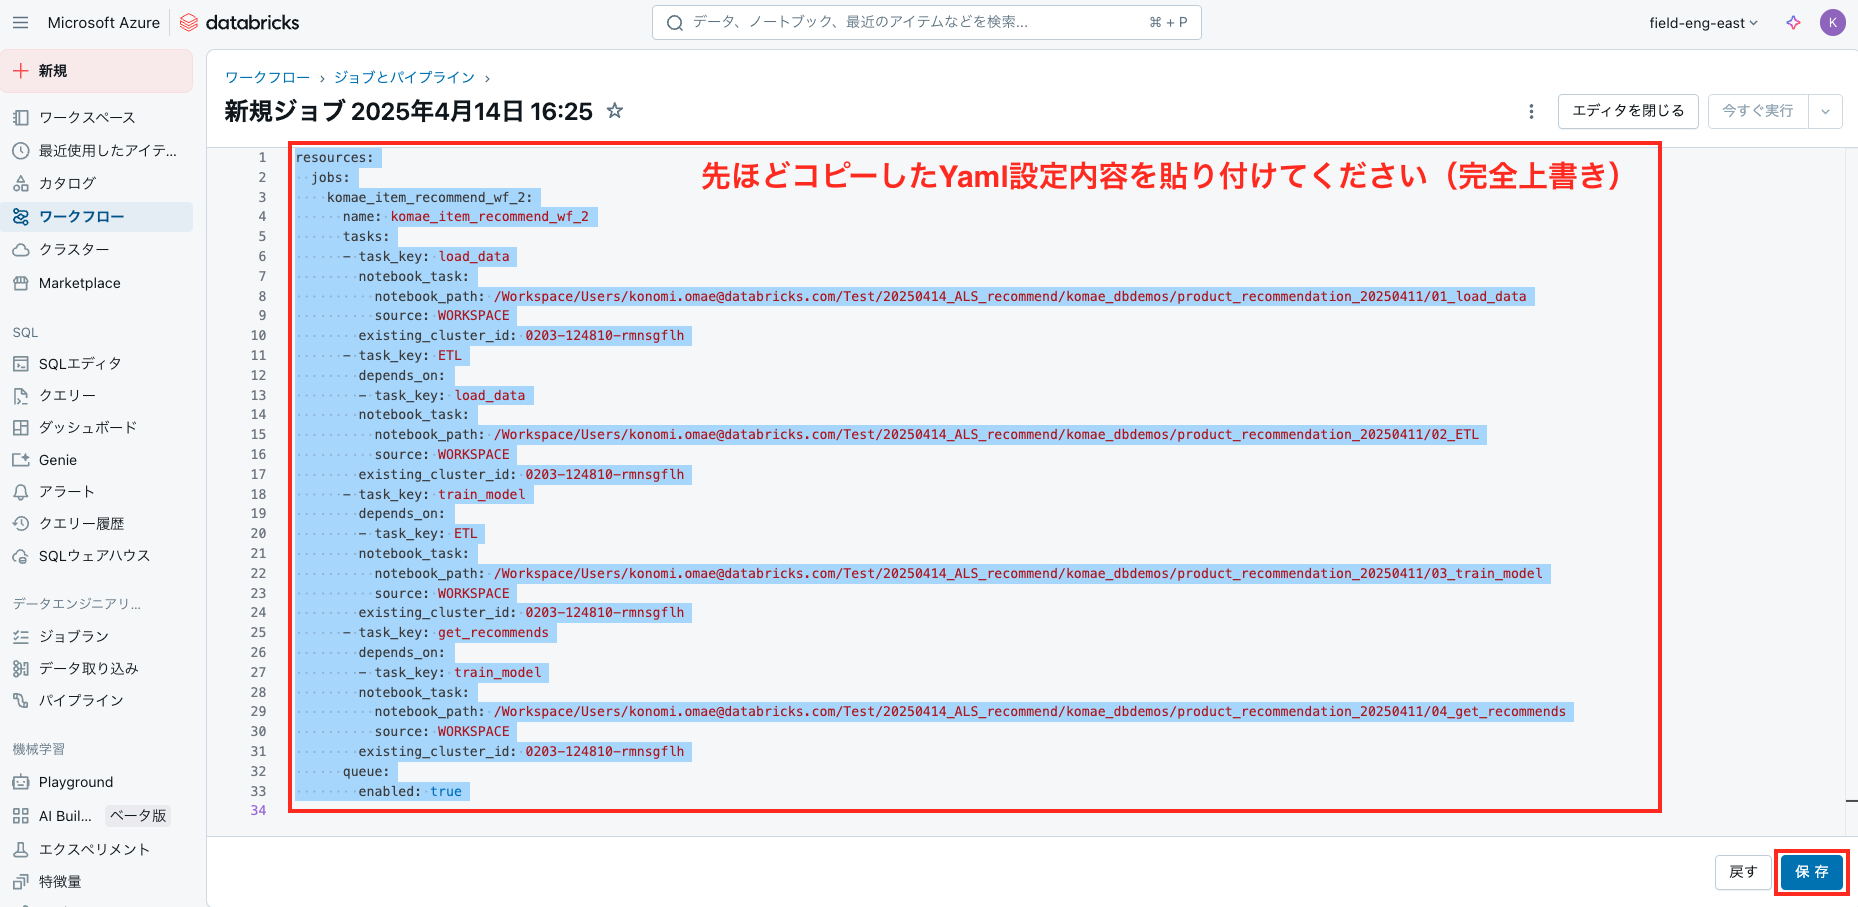 Microsoft Azure databricks
データ、ノートブック、最近のアイテムなどを検索... ⌘ + P
field-eng-east
K
新規
ワークスペース
最近使用したアイテ...
カタログ
ワークフロー
クラスター
Marketplace
SQL
SQLエディタ
クエリー
ダッシュボード
Genie
アラート
クエリー履歴
SQLウェアハウス
データエンジニアリ...
ジョブラン
データ取り込み
パイプライン
機械学習
Playground
AI Buil... ベータ版
エクスペリメント
特徴量
ワークフロー › ジョブとパイプライン ›
新規ジョブ 2025年4月14日 16:25
エディタを閉じる
今すぐ実行
先ほどコピーしたYaml設定内容を貼り付けてください（完全上書き）
1 resources:
2 jobs:
3 komae_item_recommend_wf_2:
4 name: komae_item_recommend_wf_2
5 tasks:
6 - task_key: load_data
7 notebook_task:
8 notebook_path: /Workspace/Users/konomi.omae@databricks.com/Test/20250414_ALS_recommend/komae_dbdemos/product_recommendation_20250411/01_load_data
9 source: WORKSPACE
10 existing_cluster_id: 0203-124810-rmnsgflh
11 - task_key: ETL
12 depends_on:
13 - task_key: load_data
14 notebook_task:
15 notebook_path: /Workspace/Users/konomi.omae@databricks.com/Test/20250414_ALS_recommend/komae_dbdemos/product_recommendation_20250411/02_ETL
16 source: WORKSPACE
17 existing_cluster_id: 0203-124810-rmnsgflh
18 - task_key: train_model
19 depends_on:
20 - task_key: ETL
21 notebook_task:
22 notebook_path: /Workspace/Users/konomi.omae@databricks.com/Test/20250414_ALS_recommend/komae_dbdemos/product_recommendation_20250411/03_train_model
23 source: WORKSPACE
24 existing_cluster_id: 0203-124810-rmnsgflh
25 - task_key: get_recommends
26 depends_on:
27 - task_key: train_model
28 notebook_task:
29 notebook_path: /Workspace/Users/konomi.omae@databricks.com/Test/20250414_ALS_recommend/komae_dbdemos/product_recommendation_20250411/04_get_recommends
30 source: WORKSPACE
31 existing_cluster_id: 0203-124810-rmnsgflh
32 queue:
33 enabled: true
34
戻す
保存